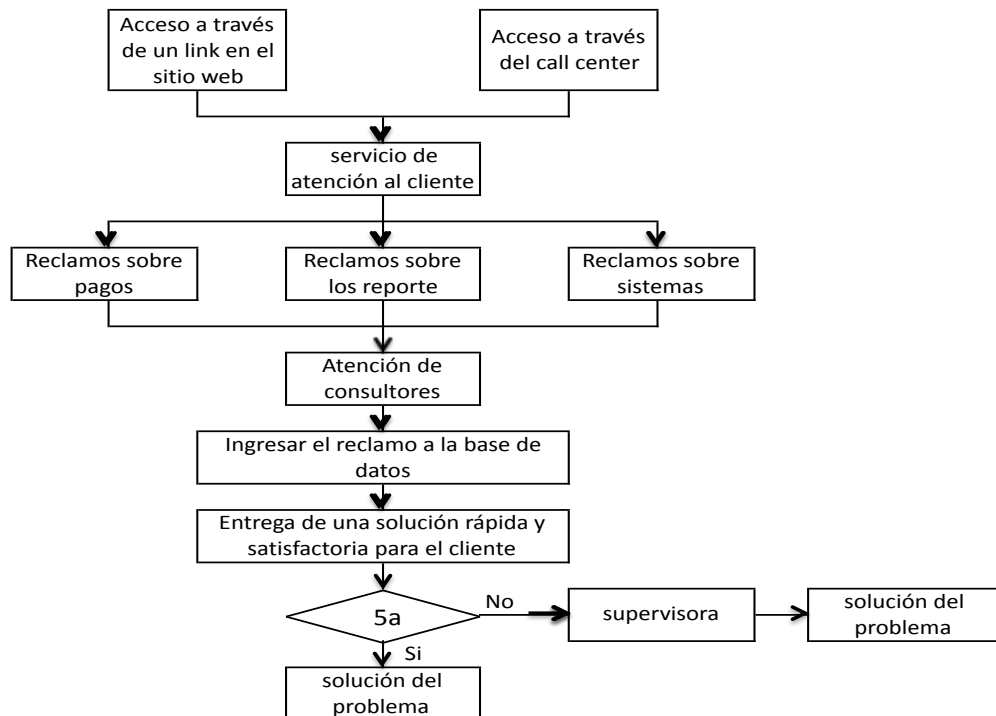 Acceso a través
de un link en el
sitio web
Acceso a través
del call center
servicio de
atención al cliente
Reclamos sobre
pagos
Reclamos sobre
los reporte
Reclamos sobre
sistemas
Atención de
consultores
Ingresar el reclamo a la base de
datos
Entrega de una solución rápida y
satisfactoria para el cliente
5a
No
supervisora
solución del
problema
Si
solución del
problema